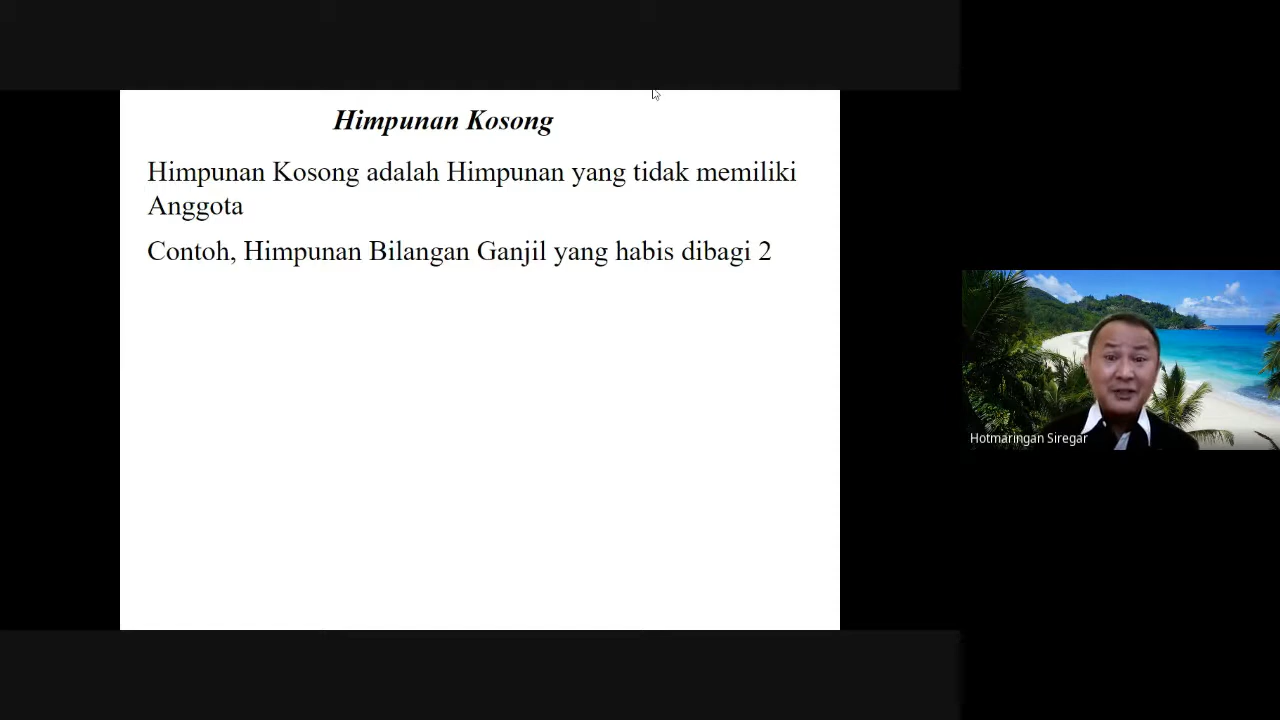 Himpunan Kosong
Himpunan Kosong adalah Himpunan yang tidak memiliki
Anggota
Contoh, Himpunan Bilangan Ganjil yang habis dibagi 2
Hotmaringan Siregar